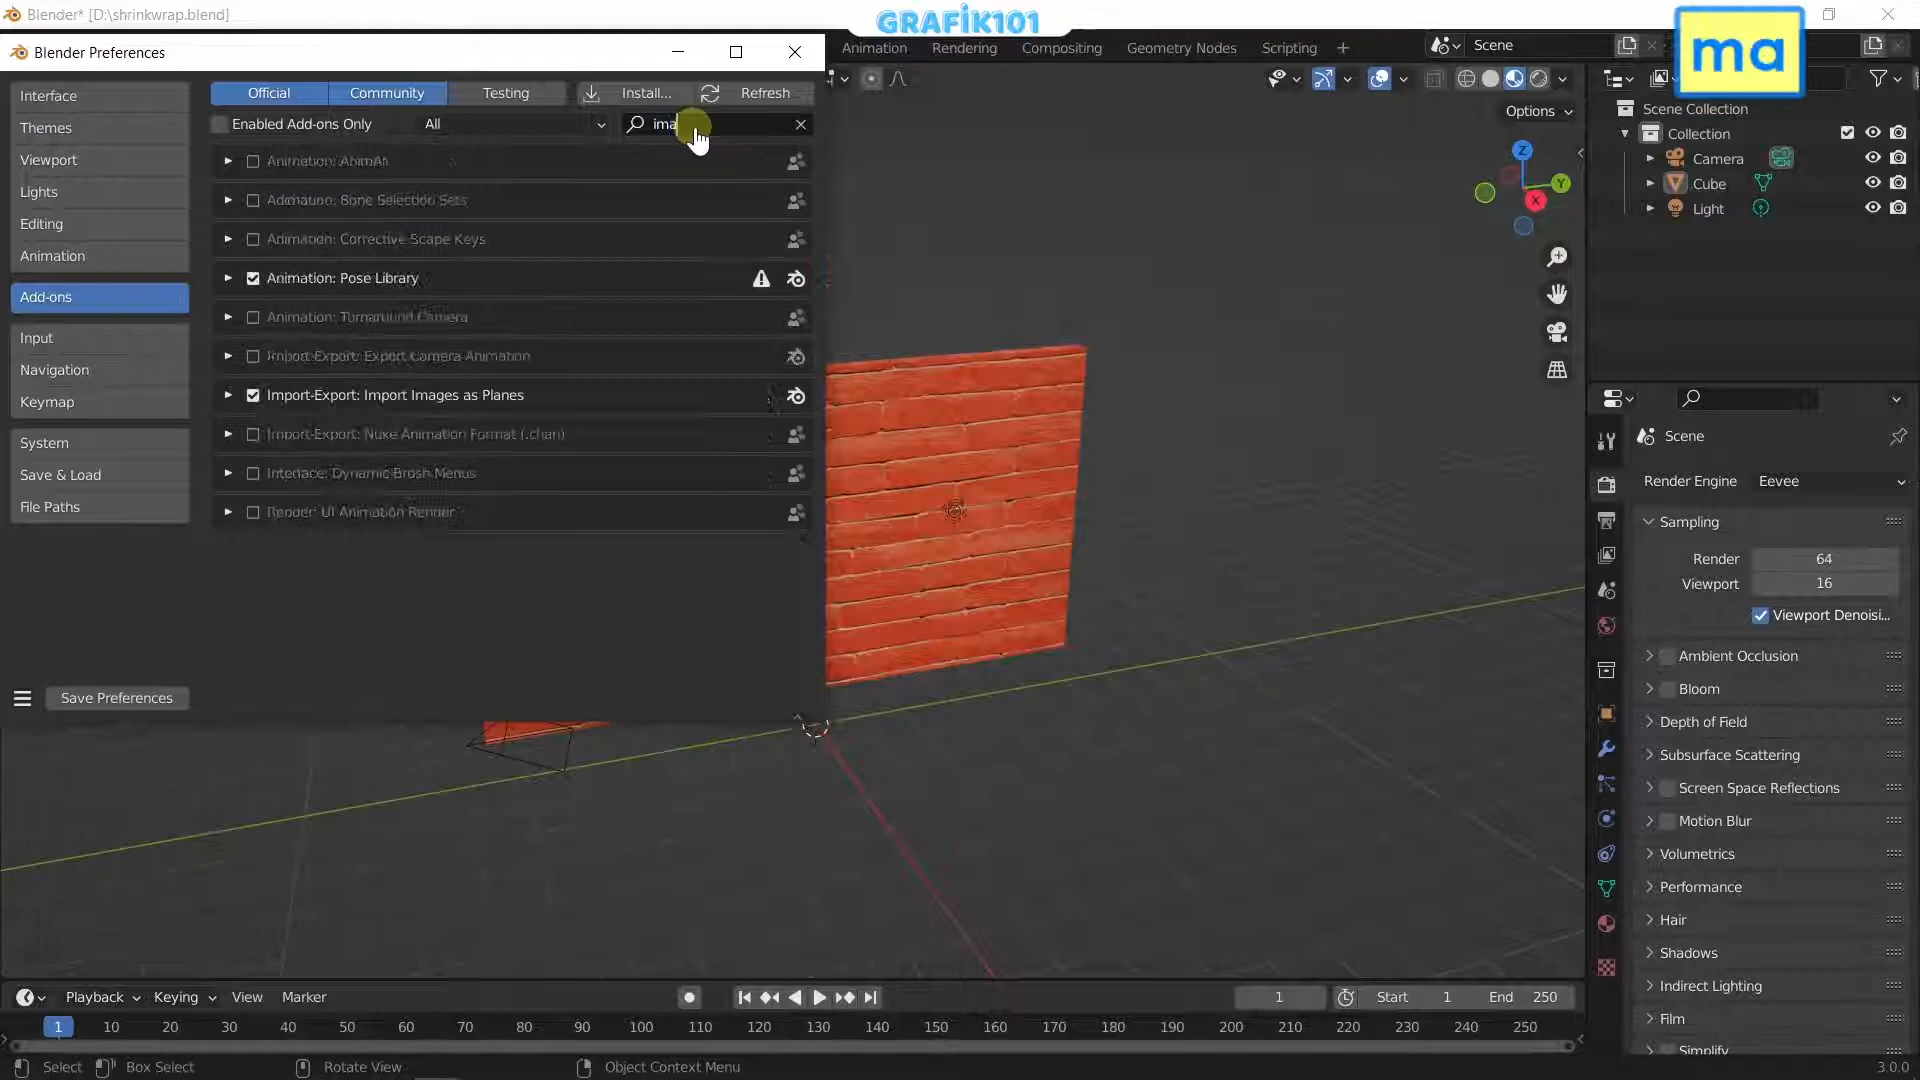 Blender* [D:\shrinkwrap.blend]
GRAFİK101
ma
Blender Preferences
Animation
Rendering
Compositing
Geometry Nodes
Scripting
Scene
Interface
Themes
Viewport
Lights
Editing
Animation
Add-ons
Input
Navigation
Keymap
System
Save & Load
File Paths
Save Preferences
Official
Community
Testing
Install...
Refresh
Enabled Add-ons Only
All
ima
Animation:
Bone Selection Sets
Corrective
Keys
Animation: Pose Library
Animation: Turnaround Camera
Import-Export: Export Camera Animation
Import-Export: Import Images as Planes
Import-Export: Nuke Animation Format (.chan)
Dynamic Brush Menus
Render: UI Animation Render
Options
Z
Y
X
Scene Collection
Collection
Camera
Cube
Light
Scene
Render Engine
Eevee
Sampling
Render
64
Viewport
16
Viewport Denoisi...
Ambient Occlusion
Bloom
Depth of Field
Subsurface Scattering
Screen Space Reflections
Motion Blur
Volumetrics
Performance
Hair
Shadows
Indirect Lighting
Film
Simplify
Playback
Keying
View
Marker
1
Start
1
End
250
1 10 20 30 40 50 60 70 80 90 100 110 120 130 140 150 160 170 180 190 200 210 220 230 240 250
Select
Box Select
Rotate View
Object Context Menu
3.0.0